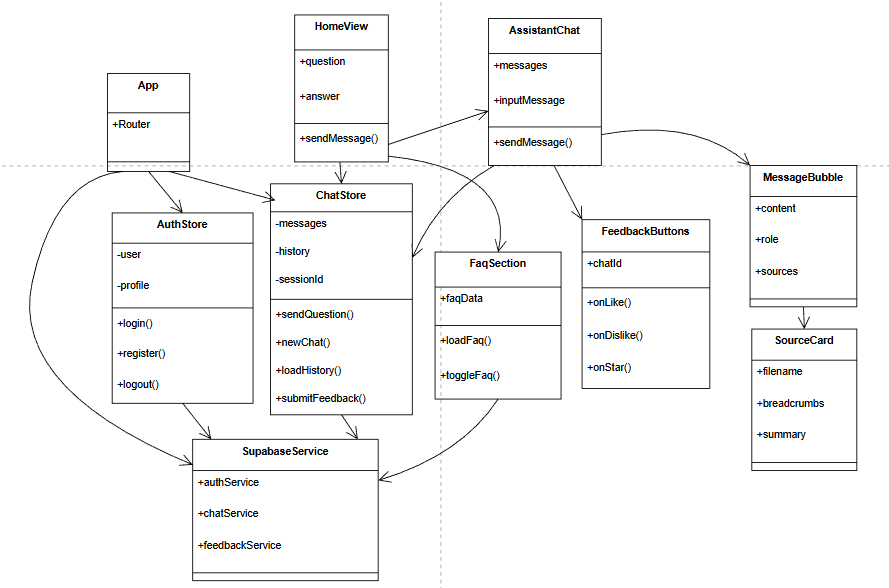 HomeView
+question
+answer
+sendMessage()
AssistantChat
+messages
+inputMessage
+sendMessage()
App
+Router
MessageBubble
+content
+role
+sources
ChatStore
-messages
-history
-sessionId
+sendQuestion()
+newChat()
+loadHistory()
+submitFeedback()
AuthStore
-user
-profile
+login()
+register()
+logout()
FeedbackButtons
+chatId
+onLike()
+onDislike()
+onStar()
FaqSection
+faqData
+loadFaq()
+toggleFaq()
SourceCard
+filename
+breadcrumbs
+summary
SupabaseService
+authService
+chatService
+feedbackService